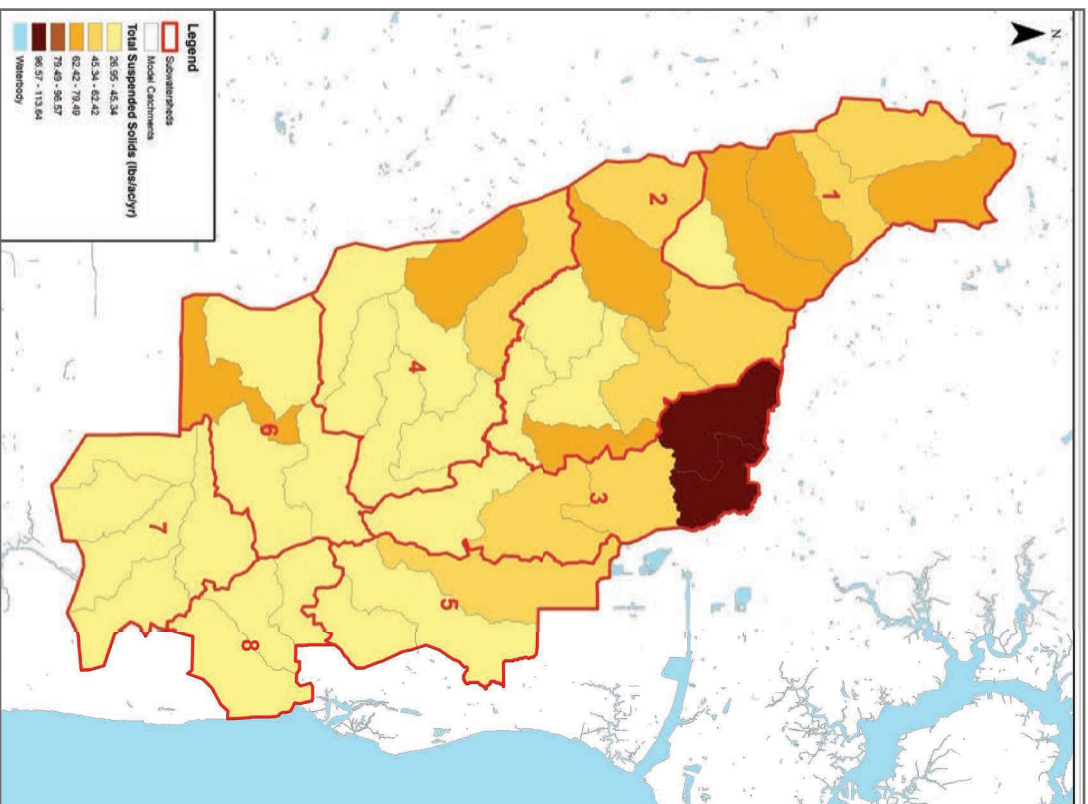 N
Legend
Subwatersheds
Model Catchments
Total Suspended Solids (lbs/ac/yr)
26.95 - 45.34
45.34 - 62.42
62.42 - 79.49
79.49 - 96.57
96.57 - 113.64
Waterbody
1
2
3
4
5
6
7
8